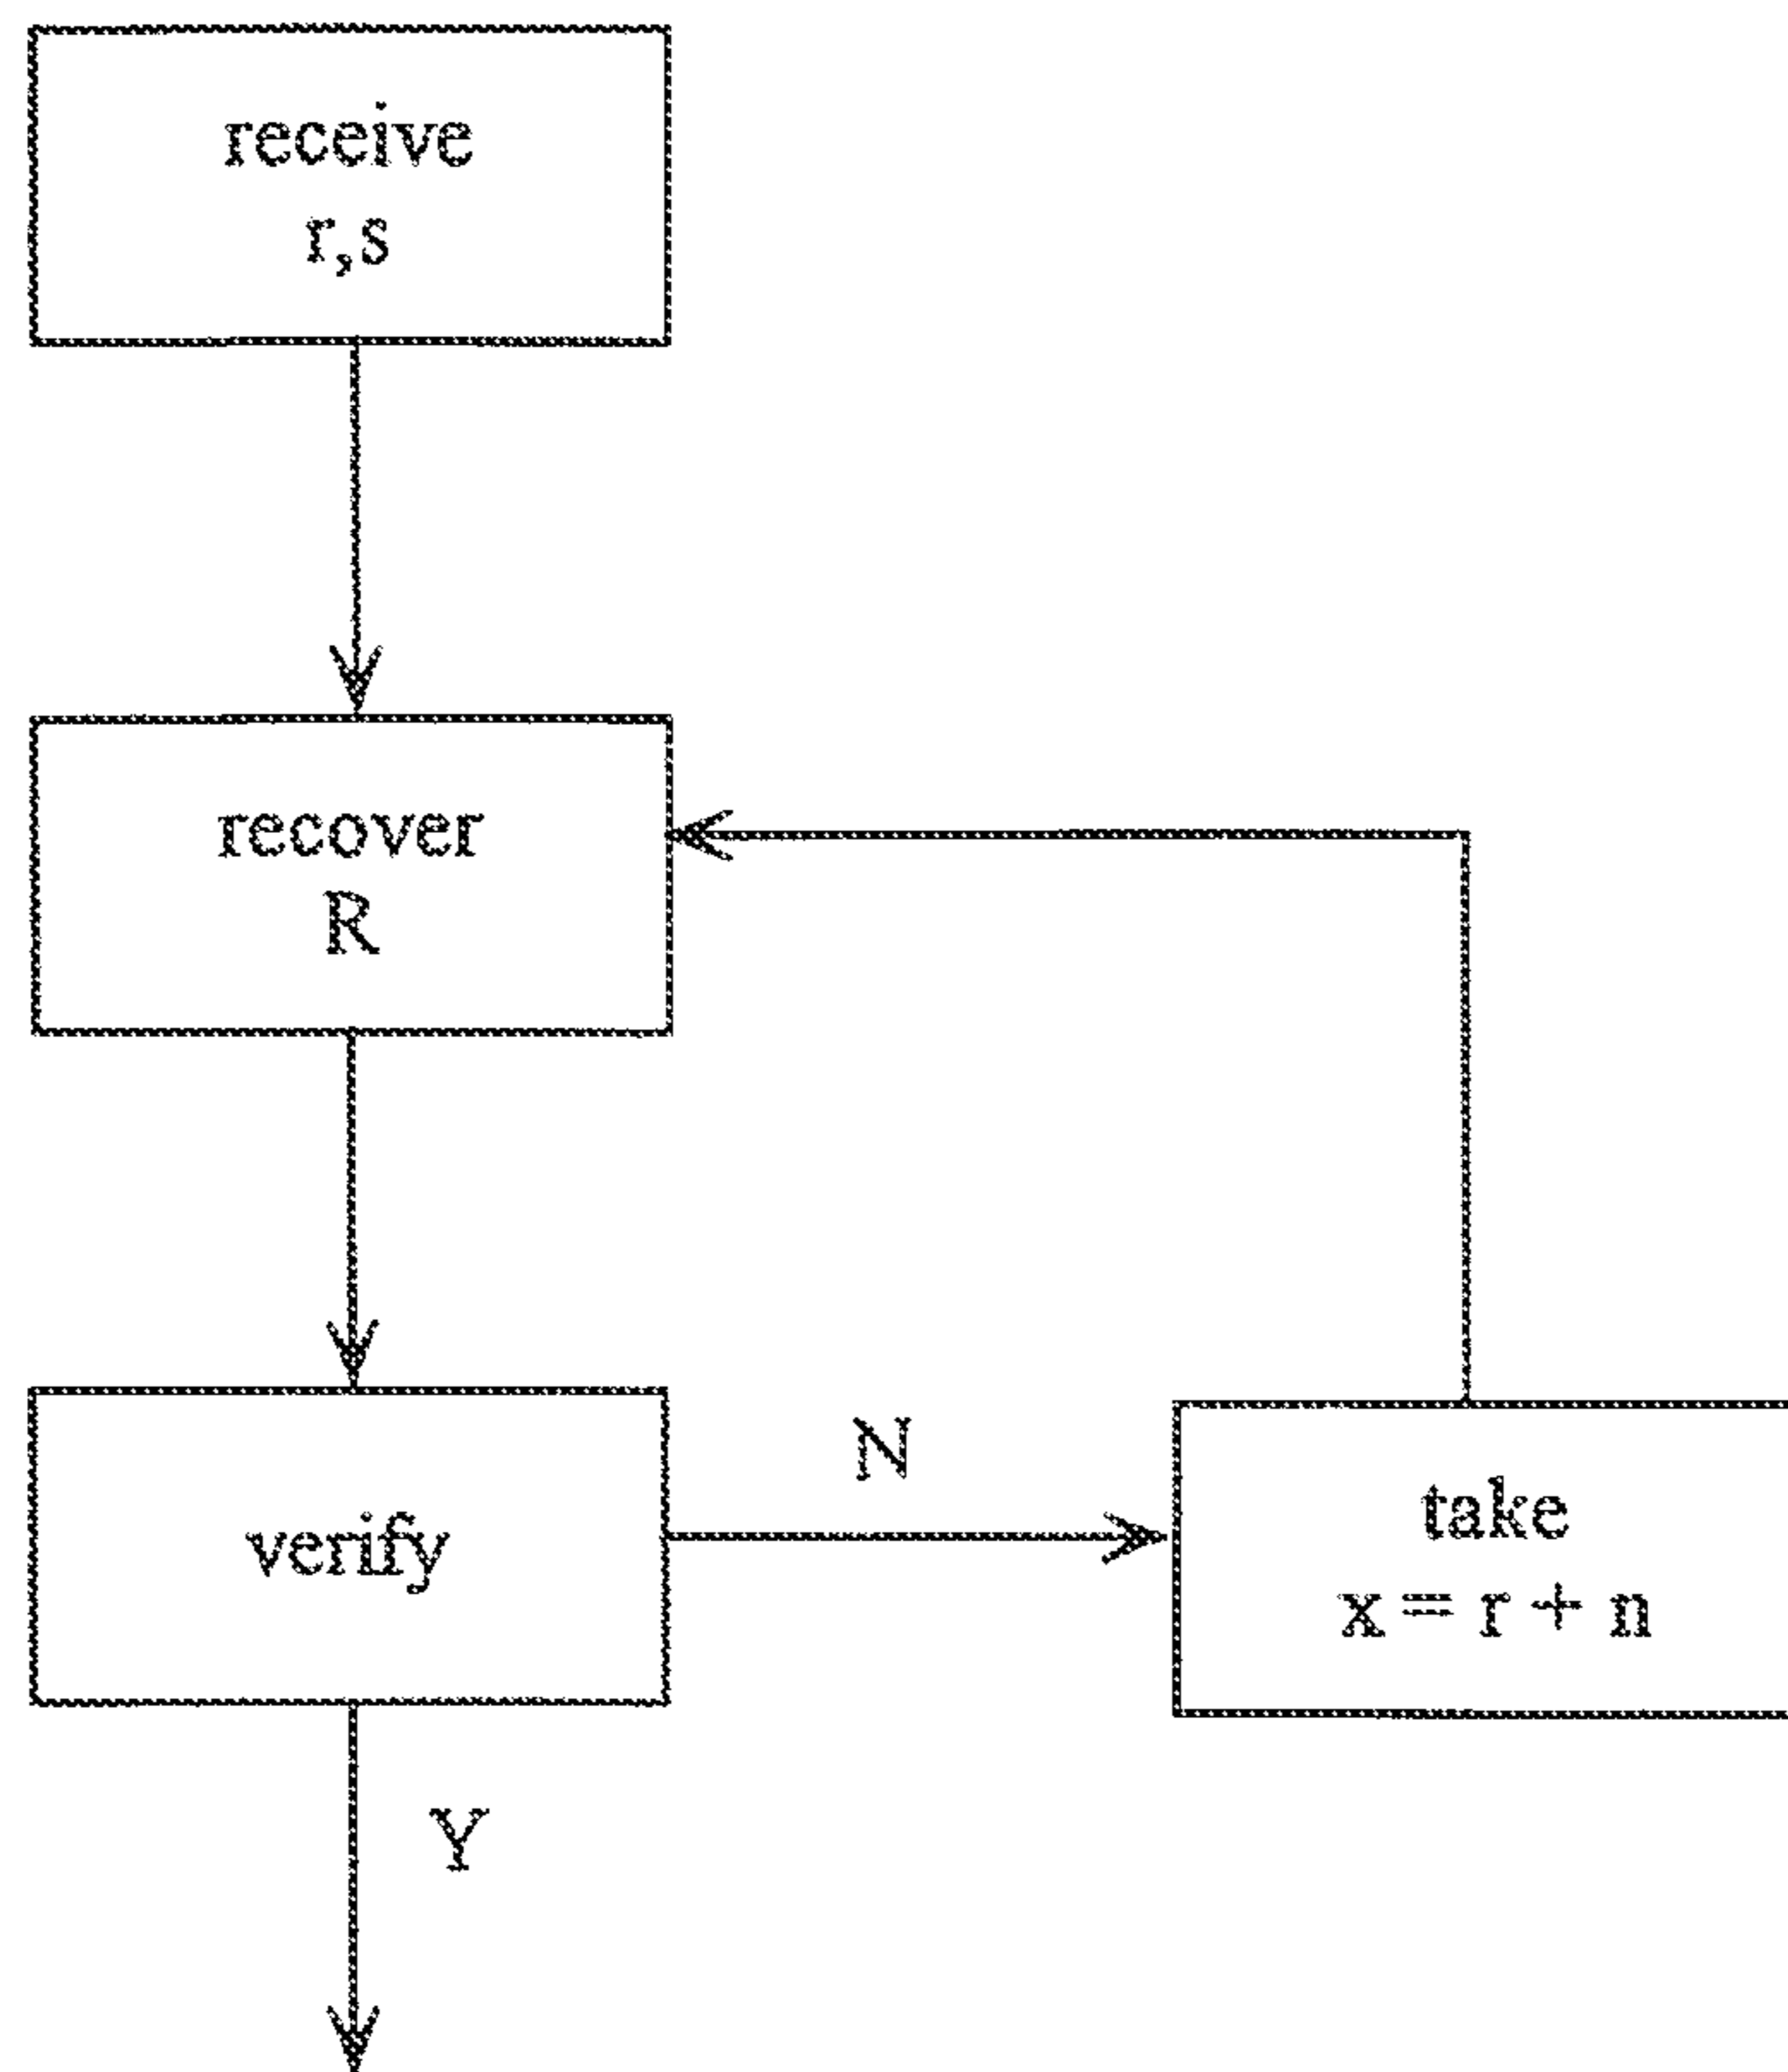 receive
r,s
recover
R
verify
N
take
x = r + n
Y